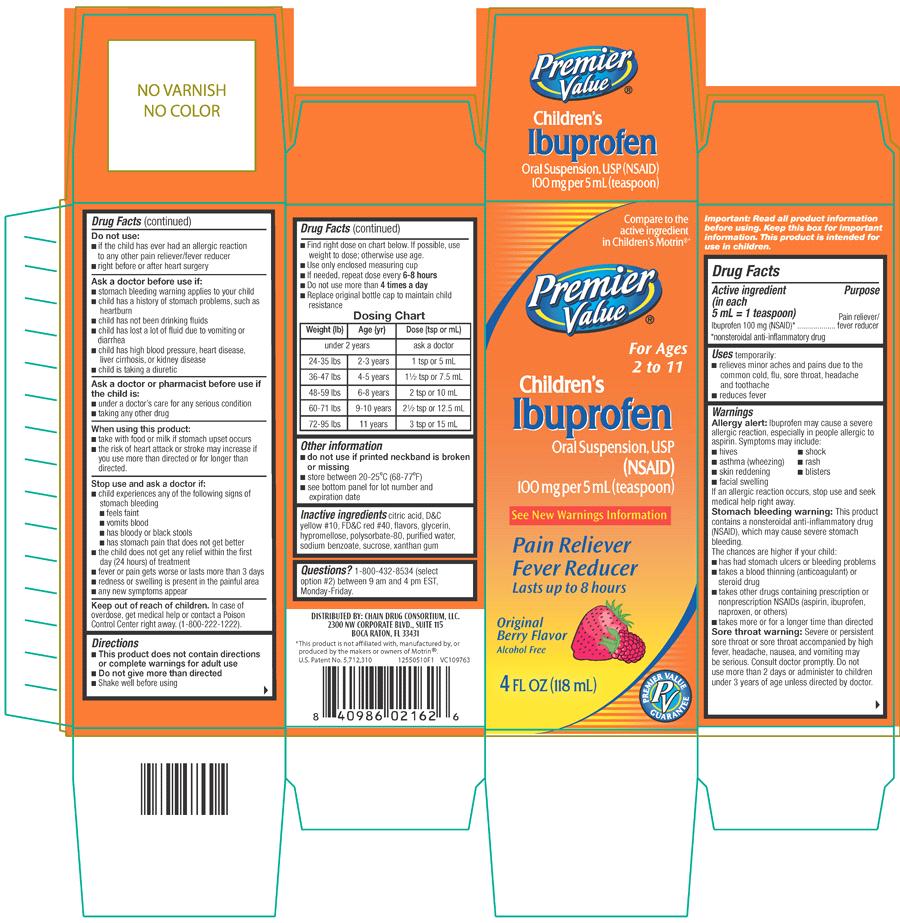 NO VARNISH
NO COLOR
Premier
Value®
Children's
Ibuprofen
Oral Suspension, USP (NSAID)
100 mg per 5 mL (teaspoon)
Drug Facts (continued)
Do not use:
■ if the child has ever had an allergic reaction
to any other pain reliever/fever reducer
■ right before or after heart surgery
Ask a doctor before use if:
■ stomach bleeding warning applies to your child
■ child has a history of stomach problems, such as
heartburn
■ child has not been drinking fluids
■ child has lost a lot of fluid due to vomiting or
diarrhea
■ child has high blood pressure, heart disease,
liver cirrhosis, or kidney disease
■ child is taking a diuretic
Ask a doctor or pharmacist before use if
the child is:
■ under a doctor's care for any serious condition
■ taking any other drug
When using this product:
■ take with food or milk if stomach upset occurs
■ the risk of heart attack or stroke may increase if
you use more than directed or for longer than
directed.
Stop use and ask a doctor if:
■ child experiences any of the following signs of
stomach bleeding
■ feels faint
■ vomits blood
■ has bloody or black stools
■ has stomach pain that does not get better
■ the child does not get any relief within the first
day (24 hours) of treatment
■ fever or pain gets worse or lasts more than 3 days
■ redness or swelling is present in the painful area
■ any new symptoms appear
Keep out of reach of children. In case of
overdose, get medical help or contact a Poison
Control Center right away. (1-800-222-1222).
Directions
■ This product does not contain directions
or complete warnings for adult use
■ Do not give more than directed
■ Shake well before using
Drug Facts (continued)
■ Find right dose on chart below. If possible, use
weight to dose; otherwise use age.
■ Use only enclosed measuring cup
■ If needed, repeat dose every 6-8 hours
■ Do not use more than 4 times a day
■ Replace original bottle cap to maintain child
resistance
Dosing Chart
Weight (lb) Age (yr) Dose (tsp or mL)
under 2 years ask a doctor
24-35 lbs 2-3 years 1 tsp or 5 mL
36-47 lbs 4-5 years 1½ tsp or 7.5 mL
48-59 lbs 6-8 years 2 tsp or 10 mL
60-71 lbs 9-10 years 2½ tsp or 12.5 mL
72-95 lbs 11 years 3 tsp or 15 mL
Other information
■ do not use if printed neckband is broken
or missing
■ store between 20-25°C (68-77°F)
■ see bottom panel for lot number and
expiration date
Inactive ingredients citric acid, D&C
yellow #10, FD&C red #40, flavors, glycerin,
hypromellose, polysorbate-80, purified water,
sodium benzoate, sucrose, xanthan gum
Questions? 1-800-432-8534 (select
option #2) between 9 am and 4 pm EST,
Monday-Friday.
DISTRIBUTED BY: CHAIN DRUG CONSORTIUM, LLC.
2300 NW CORPORATE BLVD., SUITE 115
BOCA RATON, FL 33431
*This product is not affiliated with, manufactured by, or
produced by the makers or owners of Motrin®.
U.S. Patent No. 5,712,310 12550510F1 VC109763
8 40986 02162 6
Compare to the
active ingredient
in Children's Motrin®*
Premier
Value®
For Ages
2 to 11
Children's
Ibuprofen
Oral Suspension, USP
(NSAID)
100 mg per 5 mL (teaspoon)
See New Warnings Information
Pain Reliever
Fever Reducer
Lasts up to 8 hours
Original
Berry Flavor
Alcohol Free
4 FL OZ (118 mL)
PREMIER VALUE
PV
GUARANTEE
Important: Read all product information
before using. Keep this box for important
information. This product is intended for
use in children.
Drug Facts
Active ingredient Purpose
(in each
5 mL = 1 teaspoon) Pain reliever/
Ibuprofen 100 mg (NSAID)* ................... fever reducer
*nonsteroidal anti-inflammatory drug
Uses temporarily:
■ relieves minor aches and pains due to the
common cold, flu, sore throat, headache
and toothache
■ reduces fever
Warnings
Allergy alert: Ibuprofen may cause a severe
allergic reaction, especially in people allergic to
aspirin. Symptoms may include:
■ hives ■ shock
■ asthma (wheezing) ■ rash
■ skin reddening ■ blisters
■ facial swelling
If an allergic reaction occurs, stop use and seek
medical help right away.
Stomach bleeding warning: This product
contains a nonsteroidal anti-inflammatory drug
(NSAID), which may cause severe stomach
bleeding.
The chances are higher if your child:
■ has had stomach ulcers or bleeding problems
■ takes a blood thinning (anticoagulant) or
steroid drug
■ takes other drugs containing prescription or
nonprescription NSAIDs (aspirin, ibuprofen,
naproxen, or others)
■ takes more or for a longer time than directed
Sore throat warning: Severe or persistent
sore throat or sore throat accompanied by high
fever, headache, nausea, and vomiting may
be serious. Consult doctor promptly. Do not
use more than 2 days or administer to children
under 3 years of age unless directed by doctor.